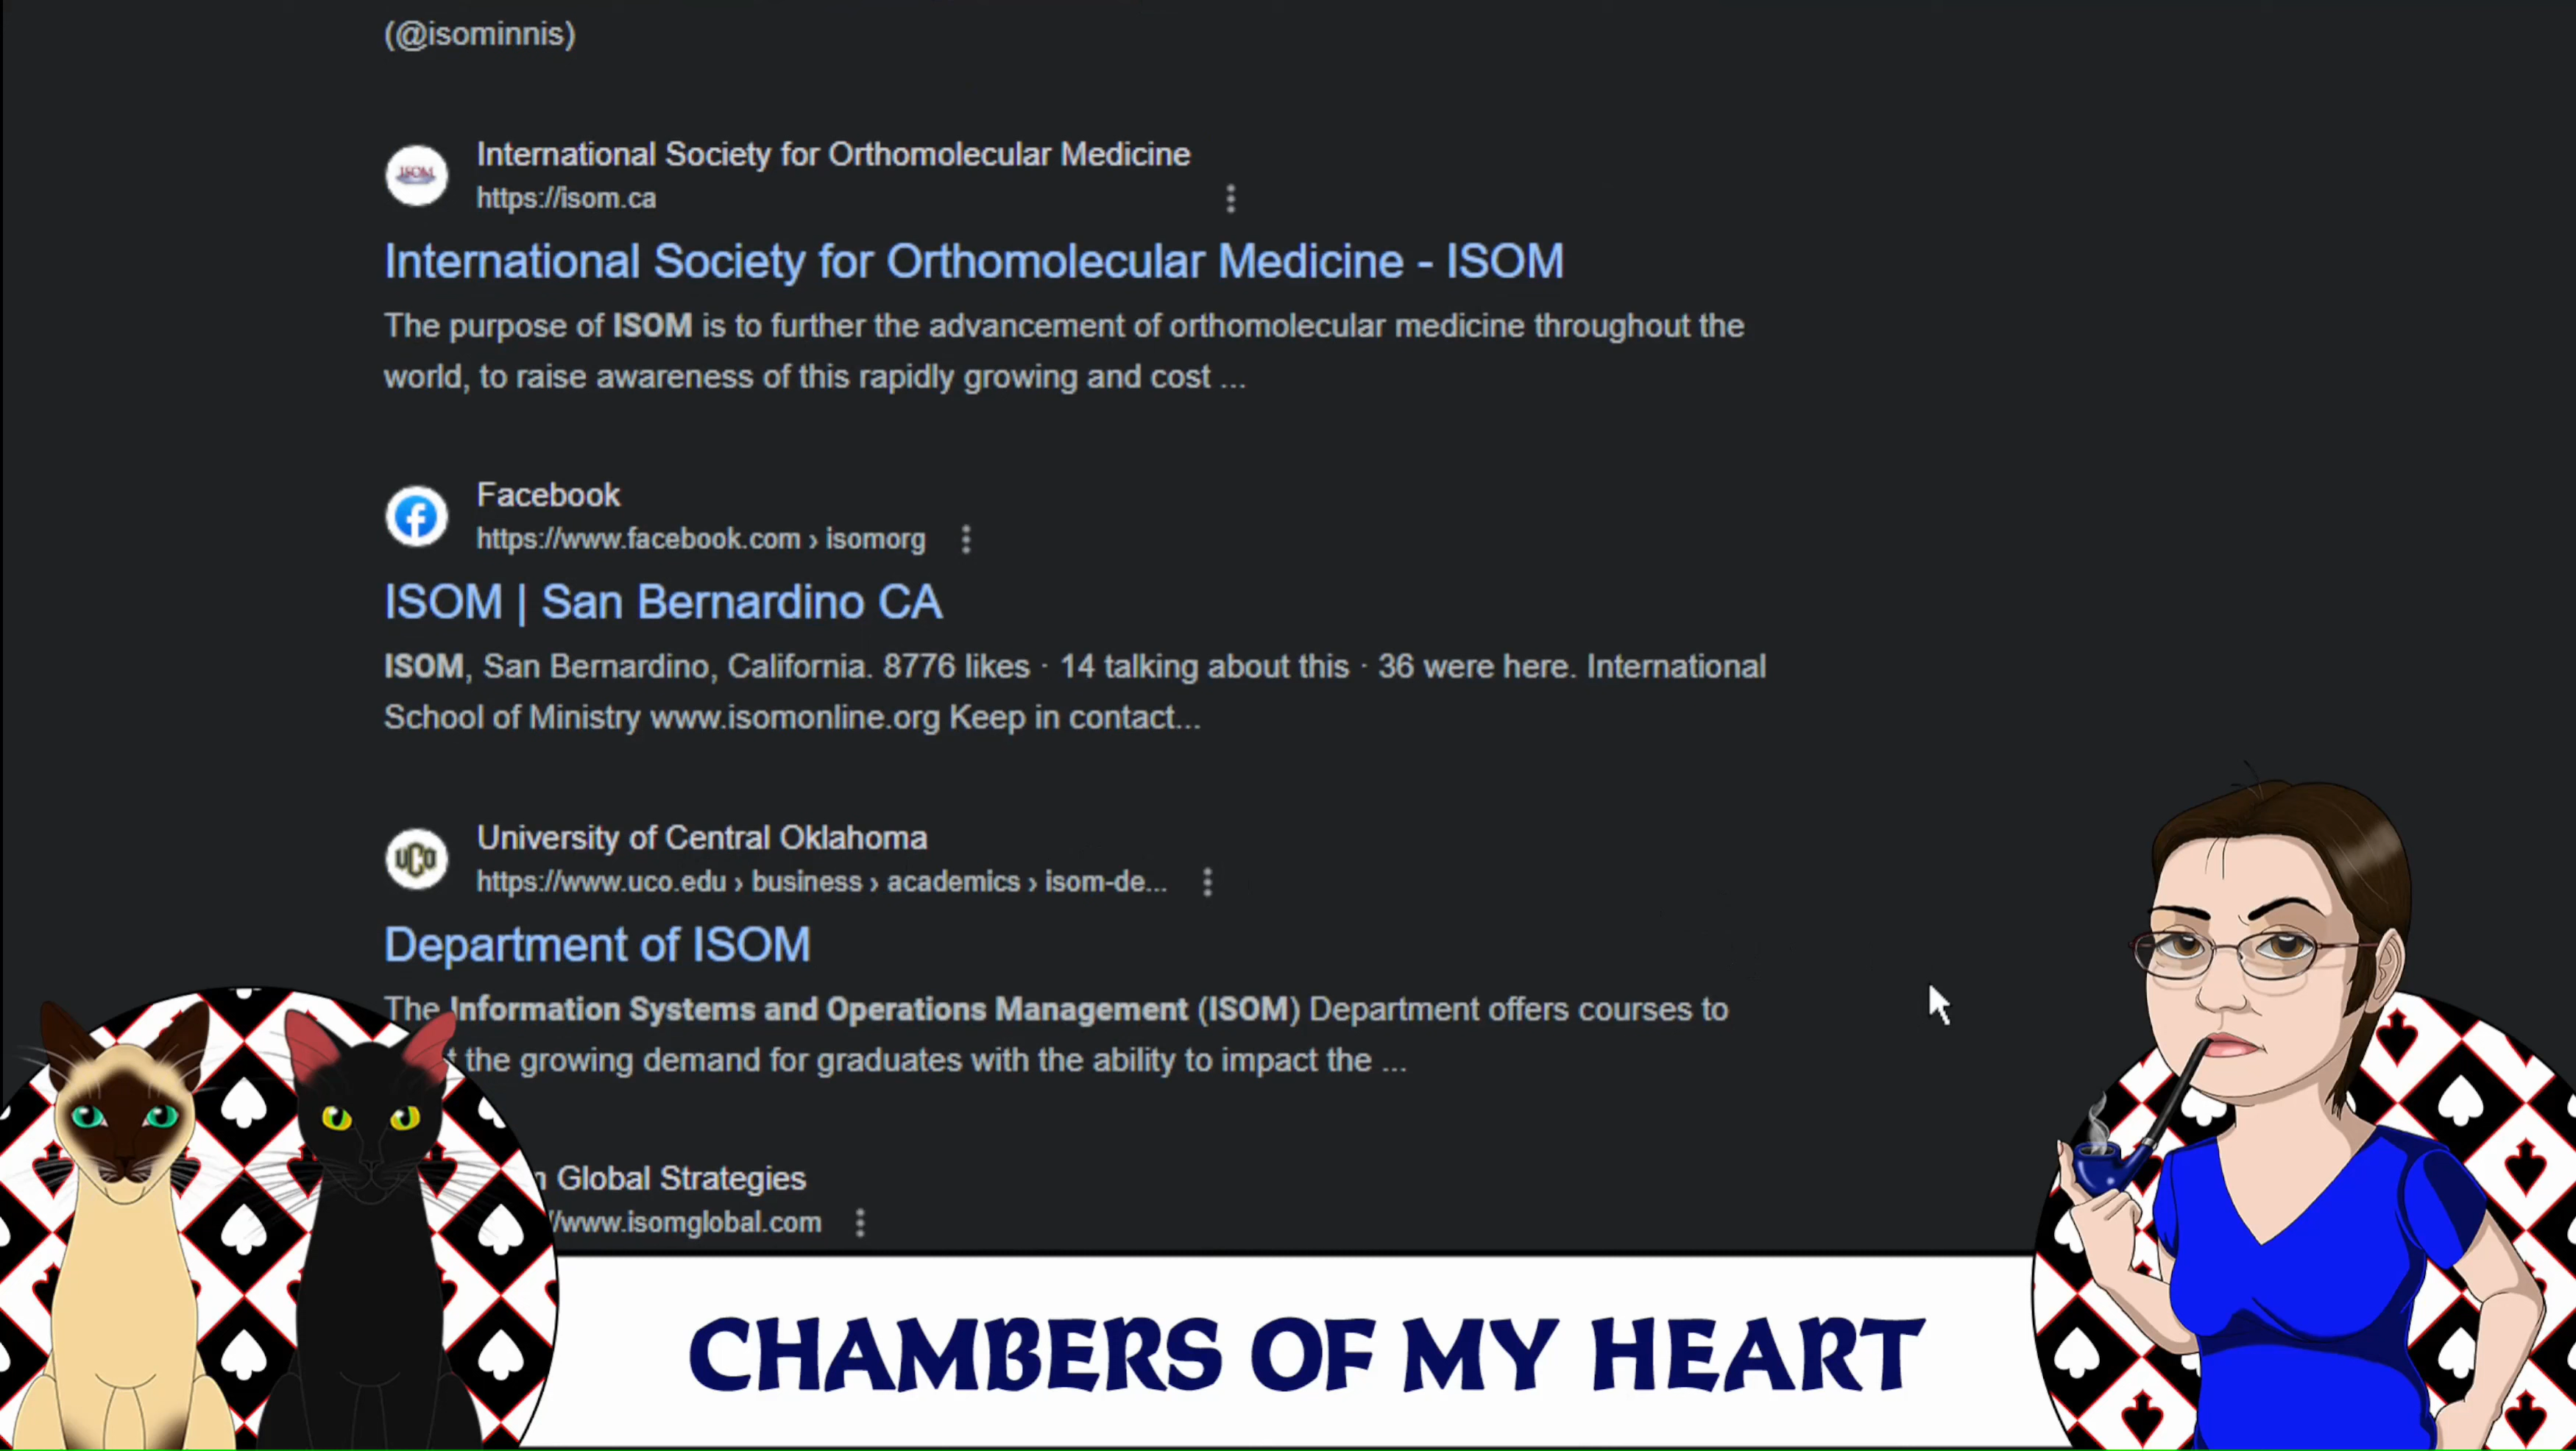 (@isominnis)
International Society for Orthomolecular Medicine
https://isom.ca
International Society for Orthomolecular Medicine - ISOM
The purpose of ISOM is to further the advancement of orthomolecular medicine throughout the
world, to raise awareness of this rapidly growing and cost ...
Facebook
https://www.facebook.com › isomorg
ISOM | San Bernardino CA
ISOM, San Bernardino, California. 8776 likes · 14 talking about this · 36 were here. International
School of Ministry www.isomonline.org Keep in contact...
UCO
University of Central Oklahoma
https://www.uco.edu › business › academics › isom-de...
Department of ISOM
The Information Systems and Operations Management (ISOM) Department offers courses to
the growing demand for graduates with the ability to impact the ...
Global Strategies
/www.isomglobal.com
CHAMBERS OF MY HEART